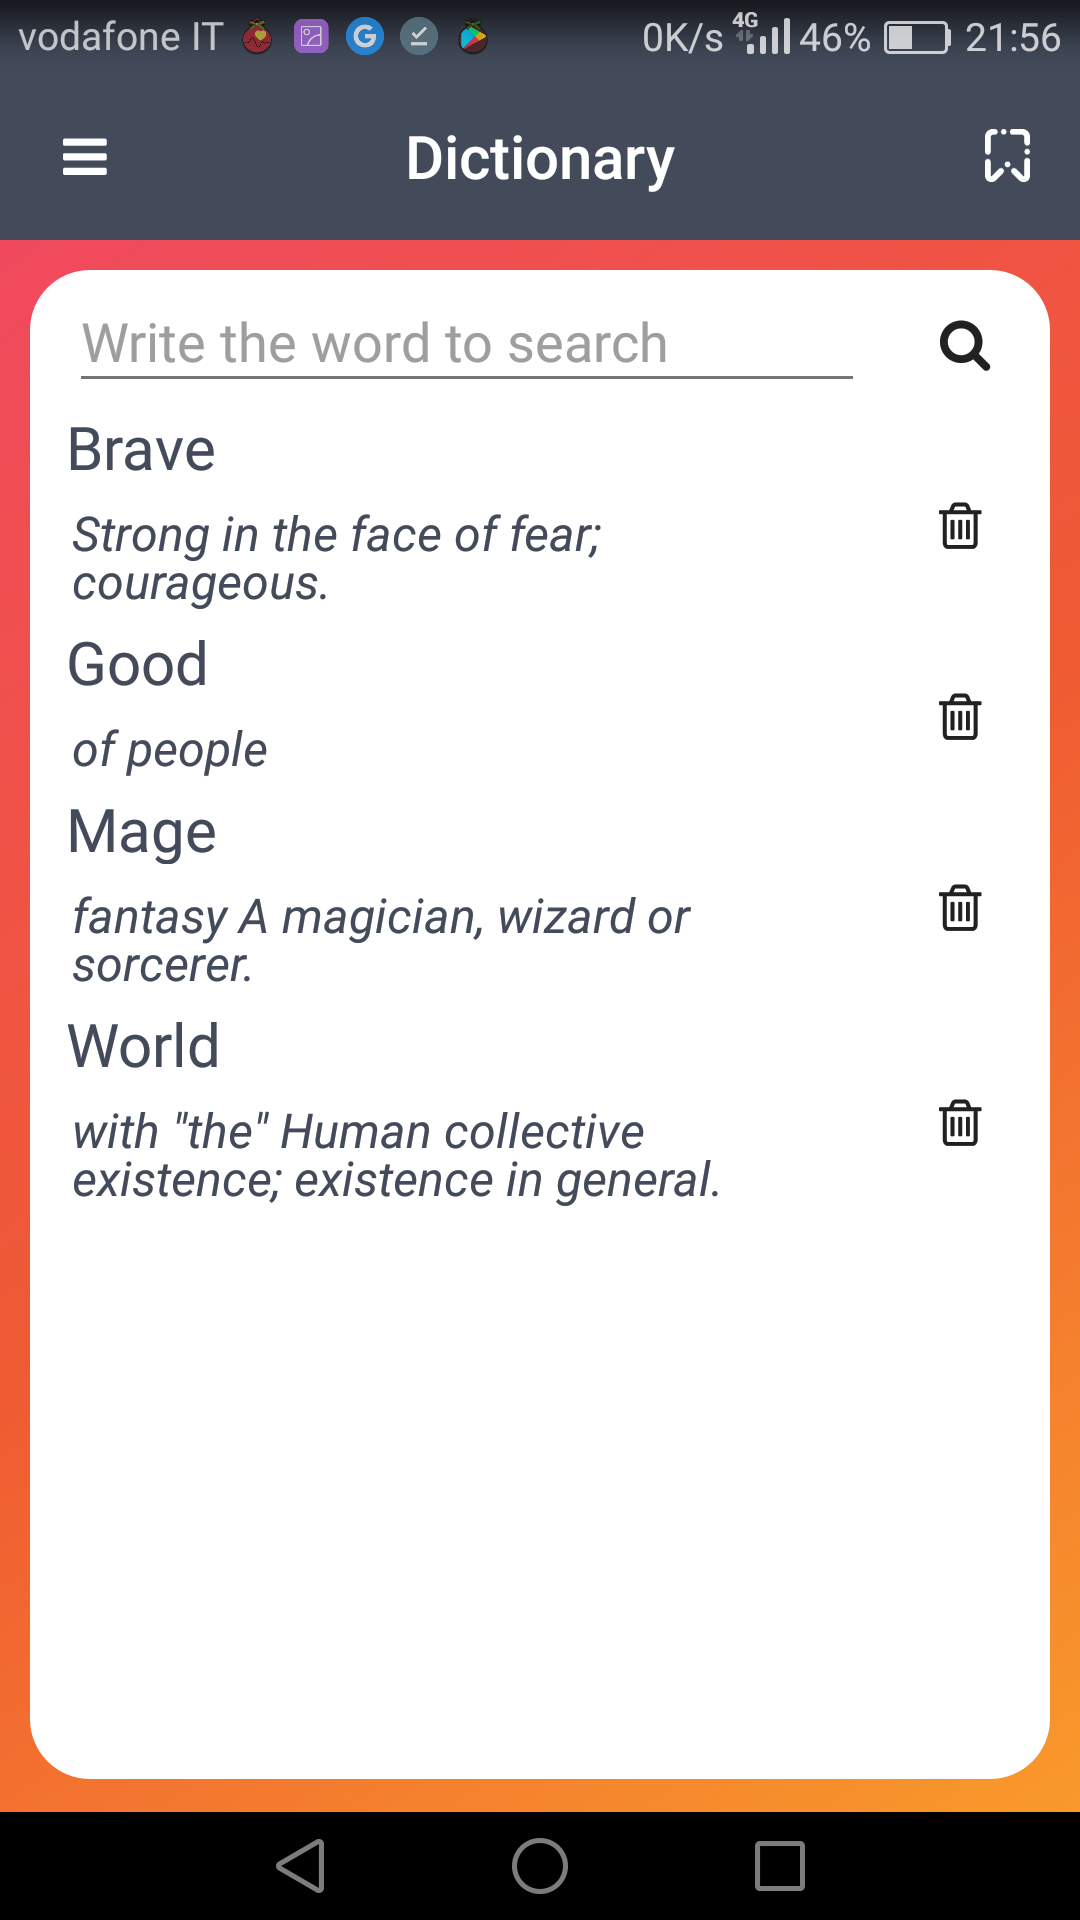 vodafone IT 0K/s 4G 46% 21:56
Dictionary
Write the word to search
Brave
Strong in the face of fear;
courageous.
Good
of people
Mage
fantasy A magician, wizard or
sorcerer.
World
with "the" Human collective
existence; existence in general.